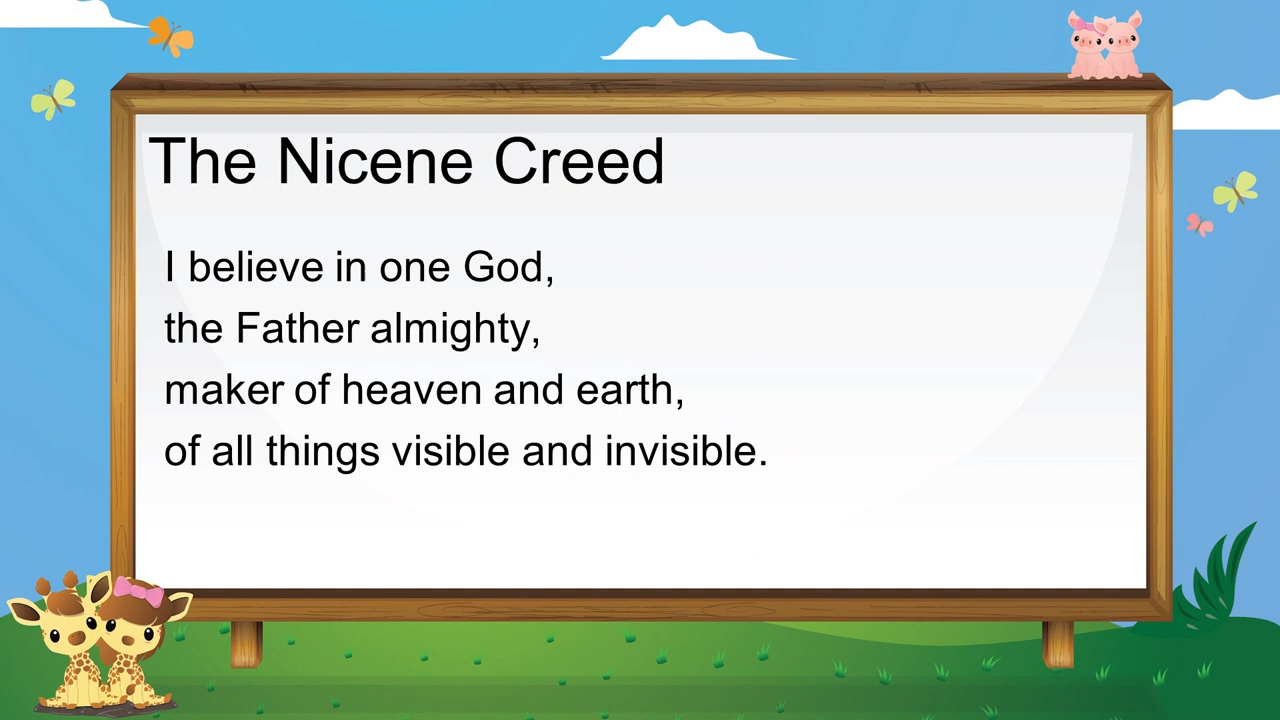 The Nicene Creed
I believe in one God,
the Father almighty,
maker of heaven and earth,
of all things visible and invisible.